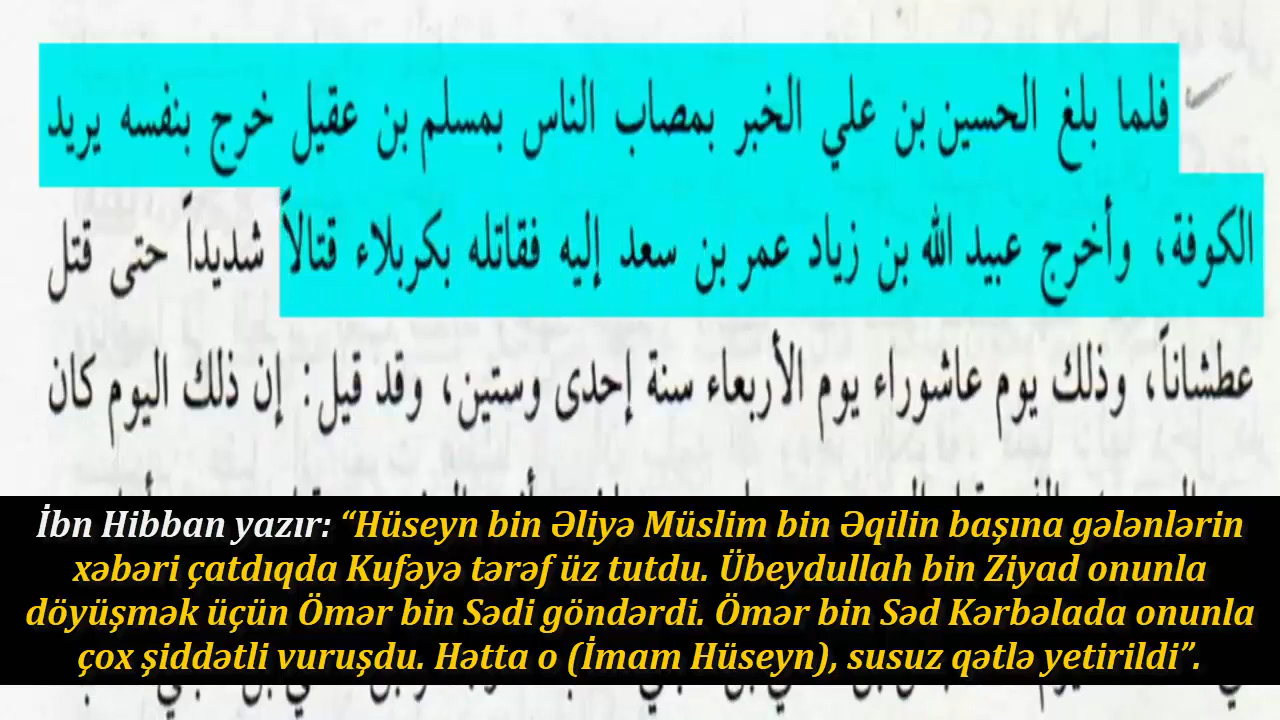 فلما بلغ الحسين بن علي الخبر بمصاب الناس بمسلم بن عقيل خرج بنفسه يريد
الكوفة، وأخرج عبيد الله بن زياد عمر بن سعد إليه فقاتله بكربلاء قتالاً شديداً حتى قتل
عطشاناً، وذلك يوم عاشوراء يوم الأربعاء سنة إحدى وستين، وقد قيل: إن ذلك اليوم كان
İbn Hibban yazır: “Hüseyn bin Əliyə Müslim bin Əqilin başına gələnlərin
xəbəri çatdıqda Kufəyə tərəf üz tutdu. Übeydullah bin Ziyad onunla
döyüşmək üçün Ömər bin Sədi göndərdi. Ömər bin Səd Kərbəlada onunla
çox şiddətli vuruşdu. Hətta o (İmam Hüseyn), susuz qətlə yetirildi”.